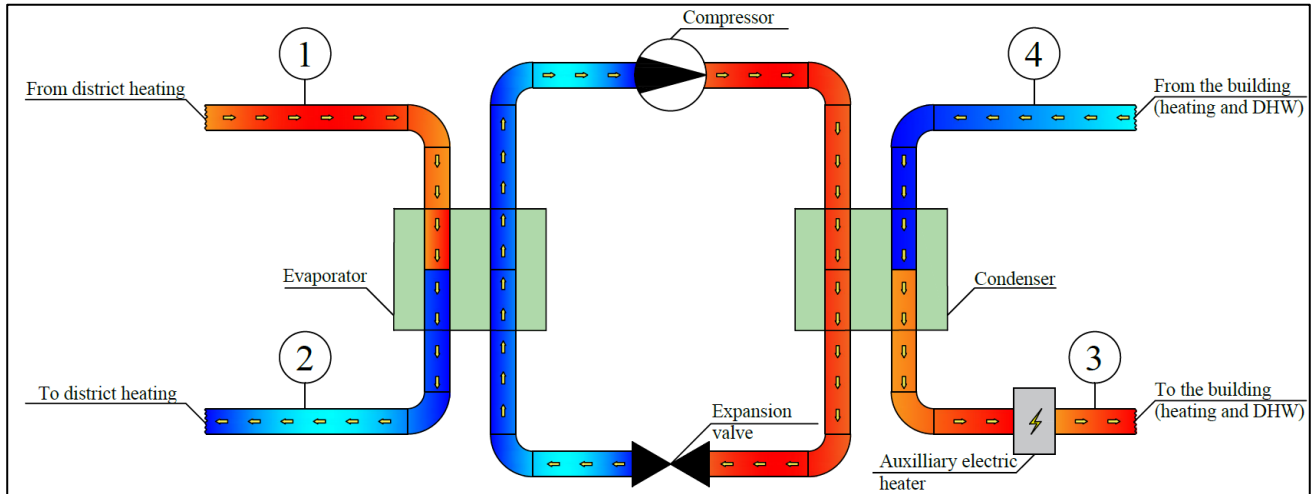 Compressor
1
4
From district heating
From the building
(heating and DHW)
Evaporator
Condenser
2
3
To district heating
Expansion
valve
To the building
(heating and DHW)
Auxilliary electric
heater